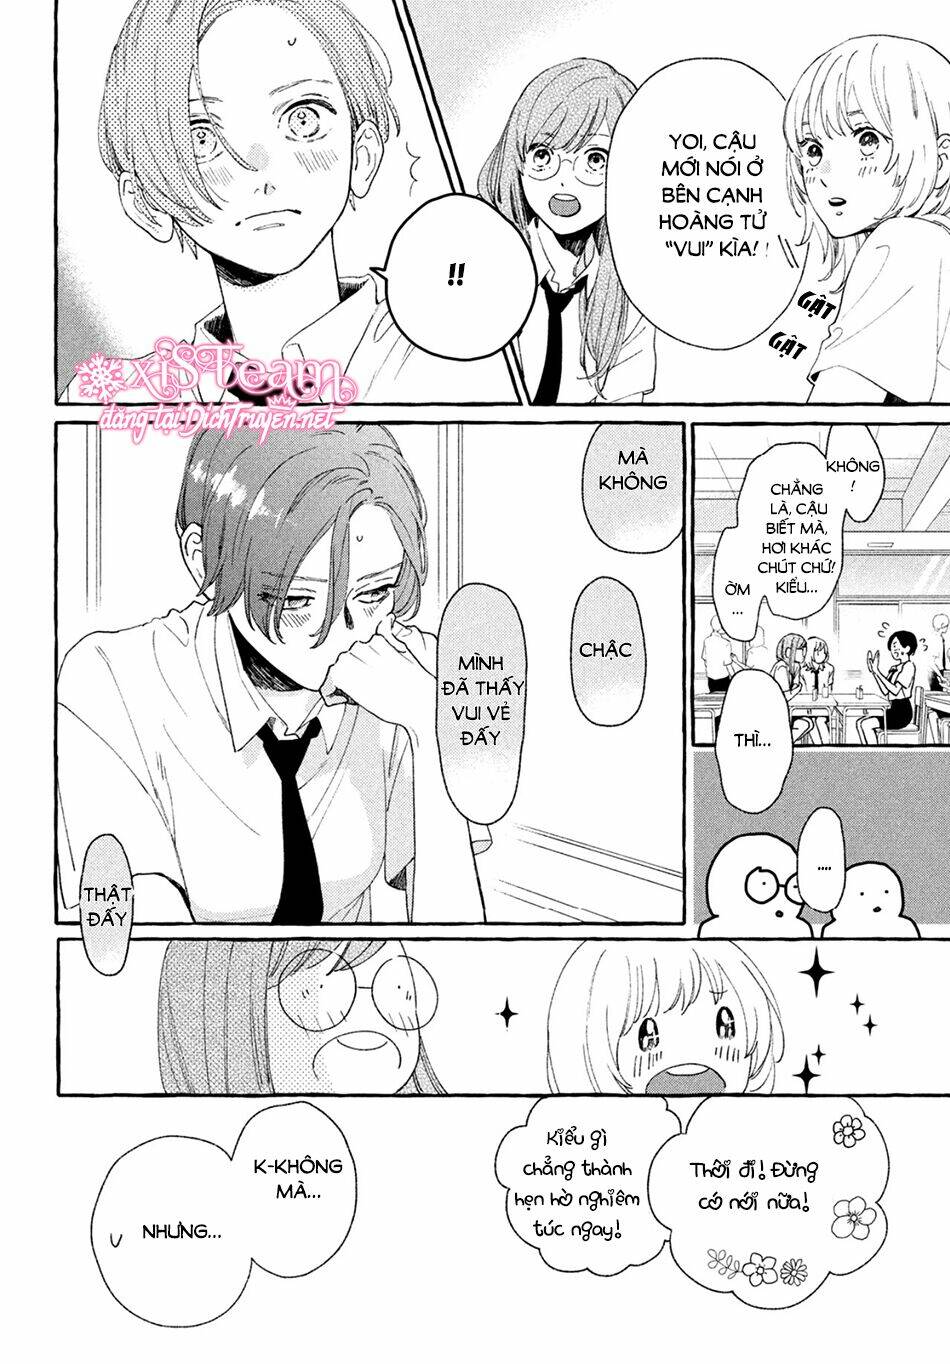 YOI, CẬU
MỚI NÓI Ở
BÊN CẠNH
HOÀNG TỬ
“VUI” KÌA!
GẬT
GẬT
!!
xiSTeam
đăng tại DichTruyen.net
KHÔNG
!
CHẲNG
LÀ, CẬU
BIẾT MÀ,
HƠI KHÁC
CHÚT CHỨ!
KIỂU...
ỜM
...
THÌ...
.....
MÀ
KHÔNG
CHẬC
MÌNH
ĐÃ THẤY
VUI VẺ
ĐẤY
THẬT
ĐẤY
Thôi đi! Đừng
có nói nữa!
Kiểu gì
chẳng thành
hẹn hò nghiêm
túc ngay!
K-KHÔNG
MÀ...
NHƯNG...